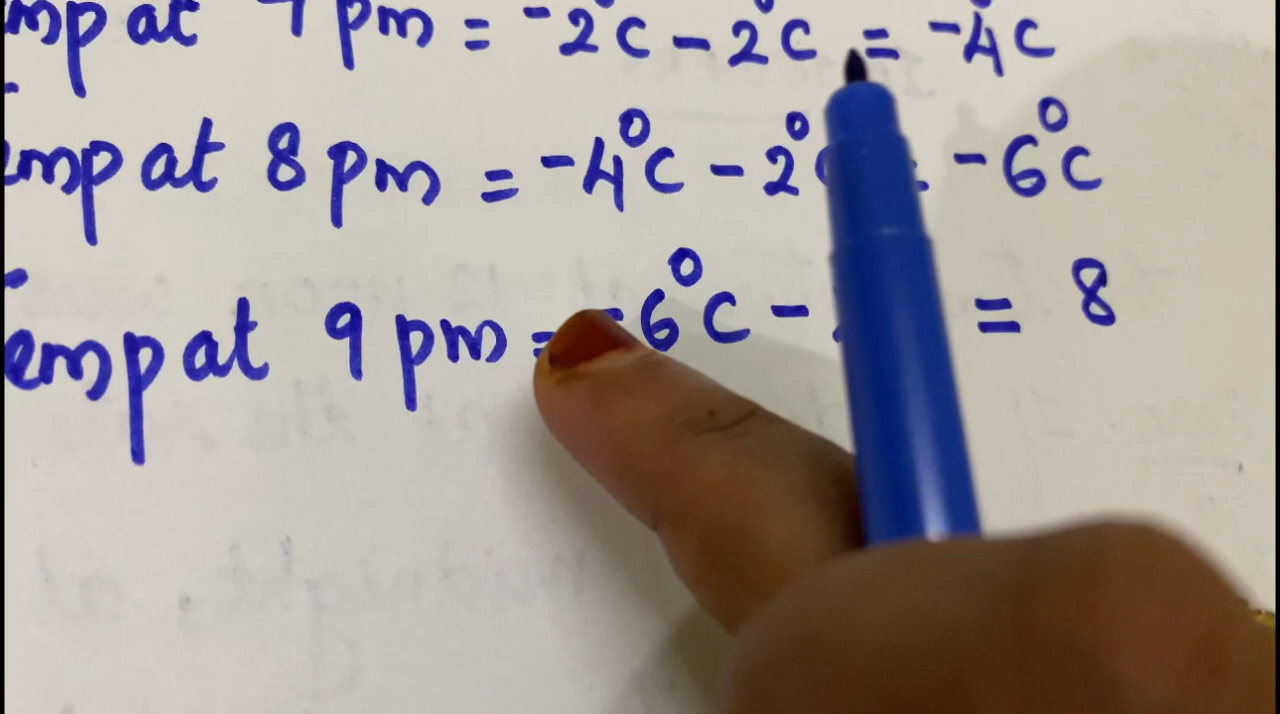 mp at 7 pm = -2°C - 2°C = -4°C
emp at 8 pm = -4°C - 2° = -6°C
emp at 9 pm = -6°C - = 8